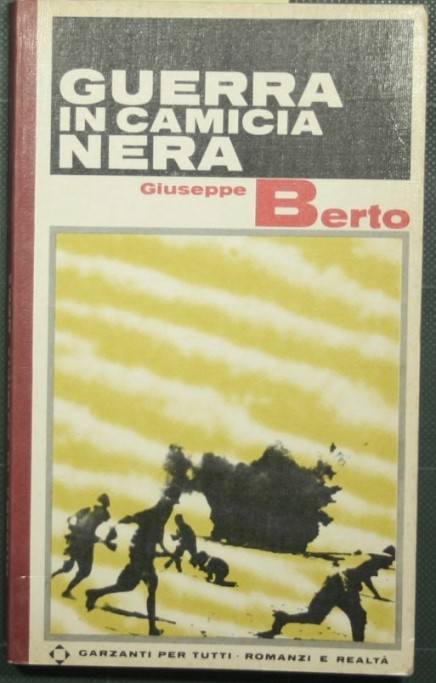 GUERRA
IN CAMICIA
NERA
Giuseppe Berto
GARZANTI PER TUTTI · ROMANZI E REALTÀ